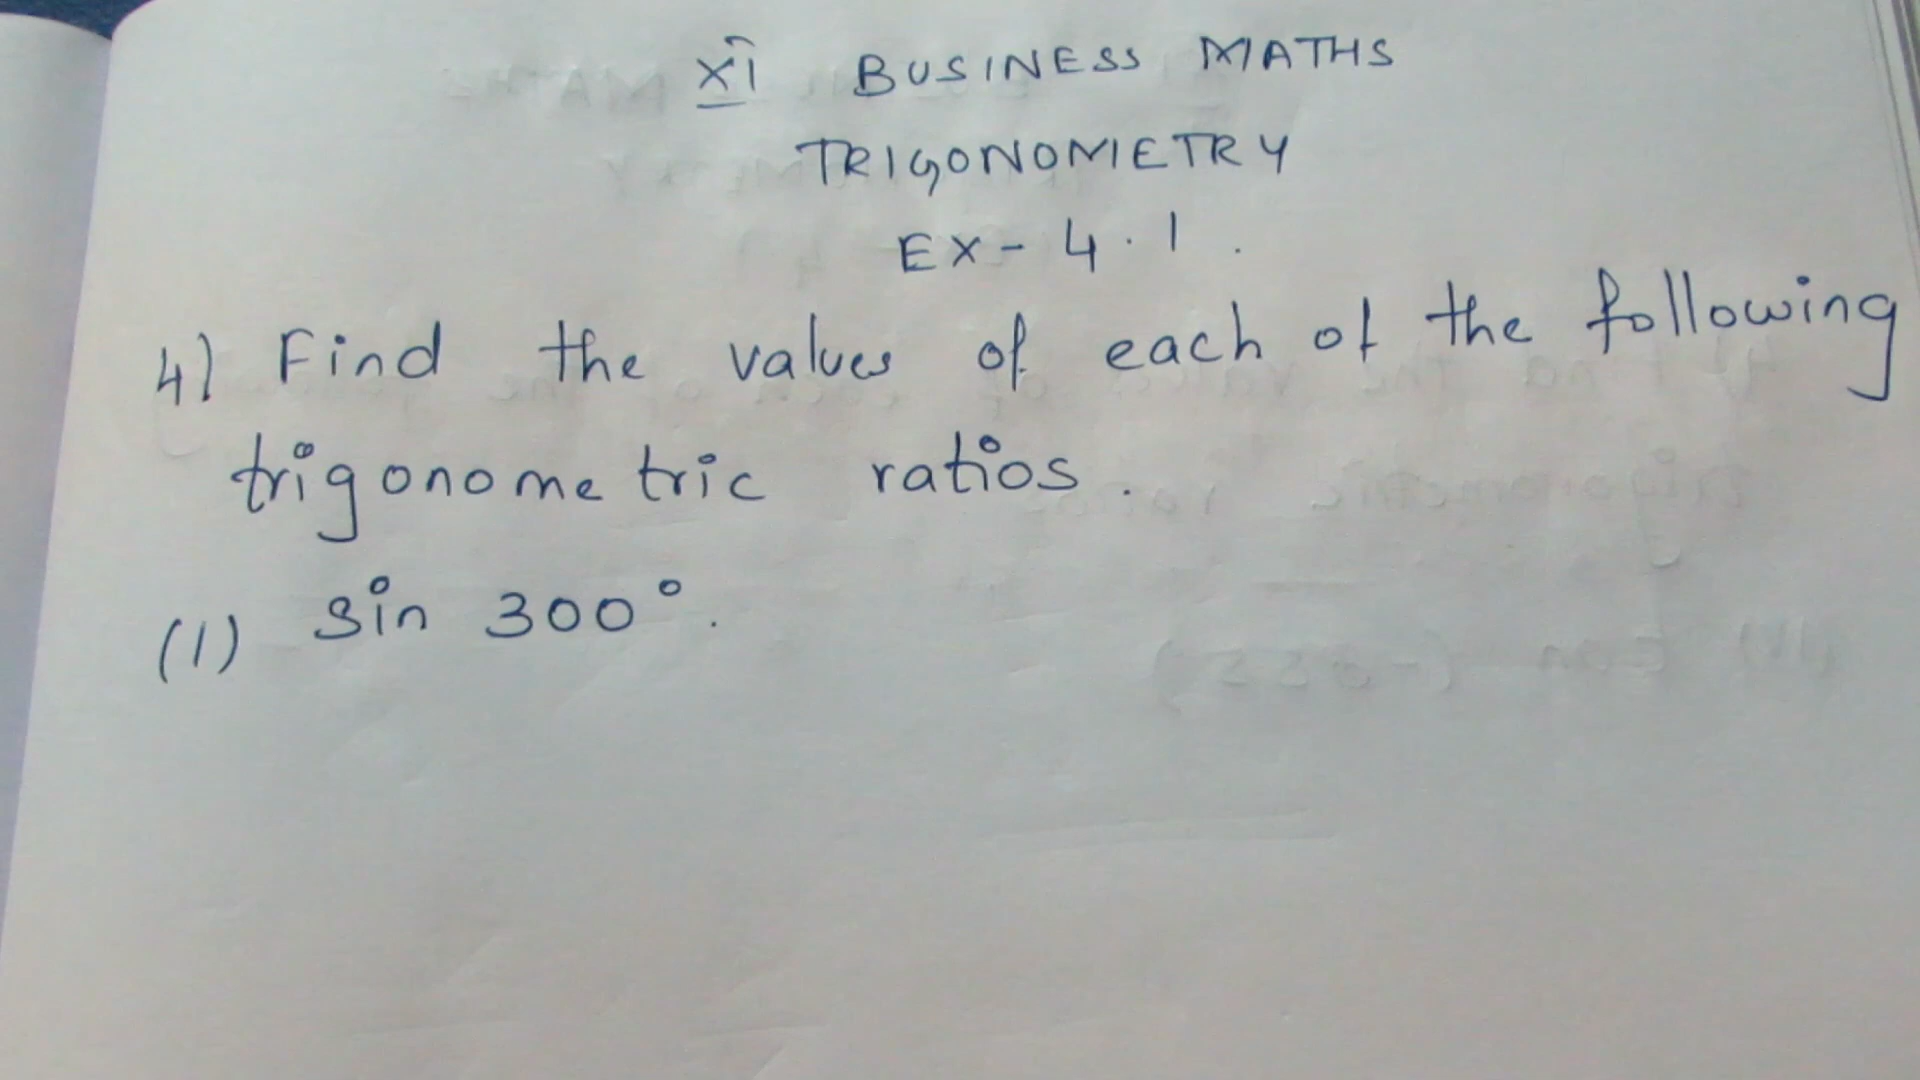 XI BUSINESS MATHS
TRIGONOMETRY
EX - 4.1.
4) Find the values of each of the following
trigonometric ratios.
(1) sin 300°.